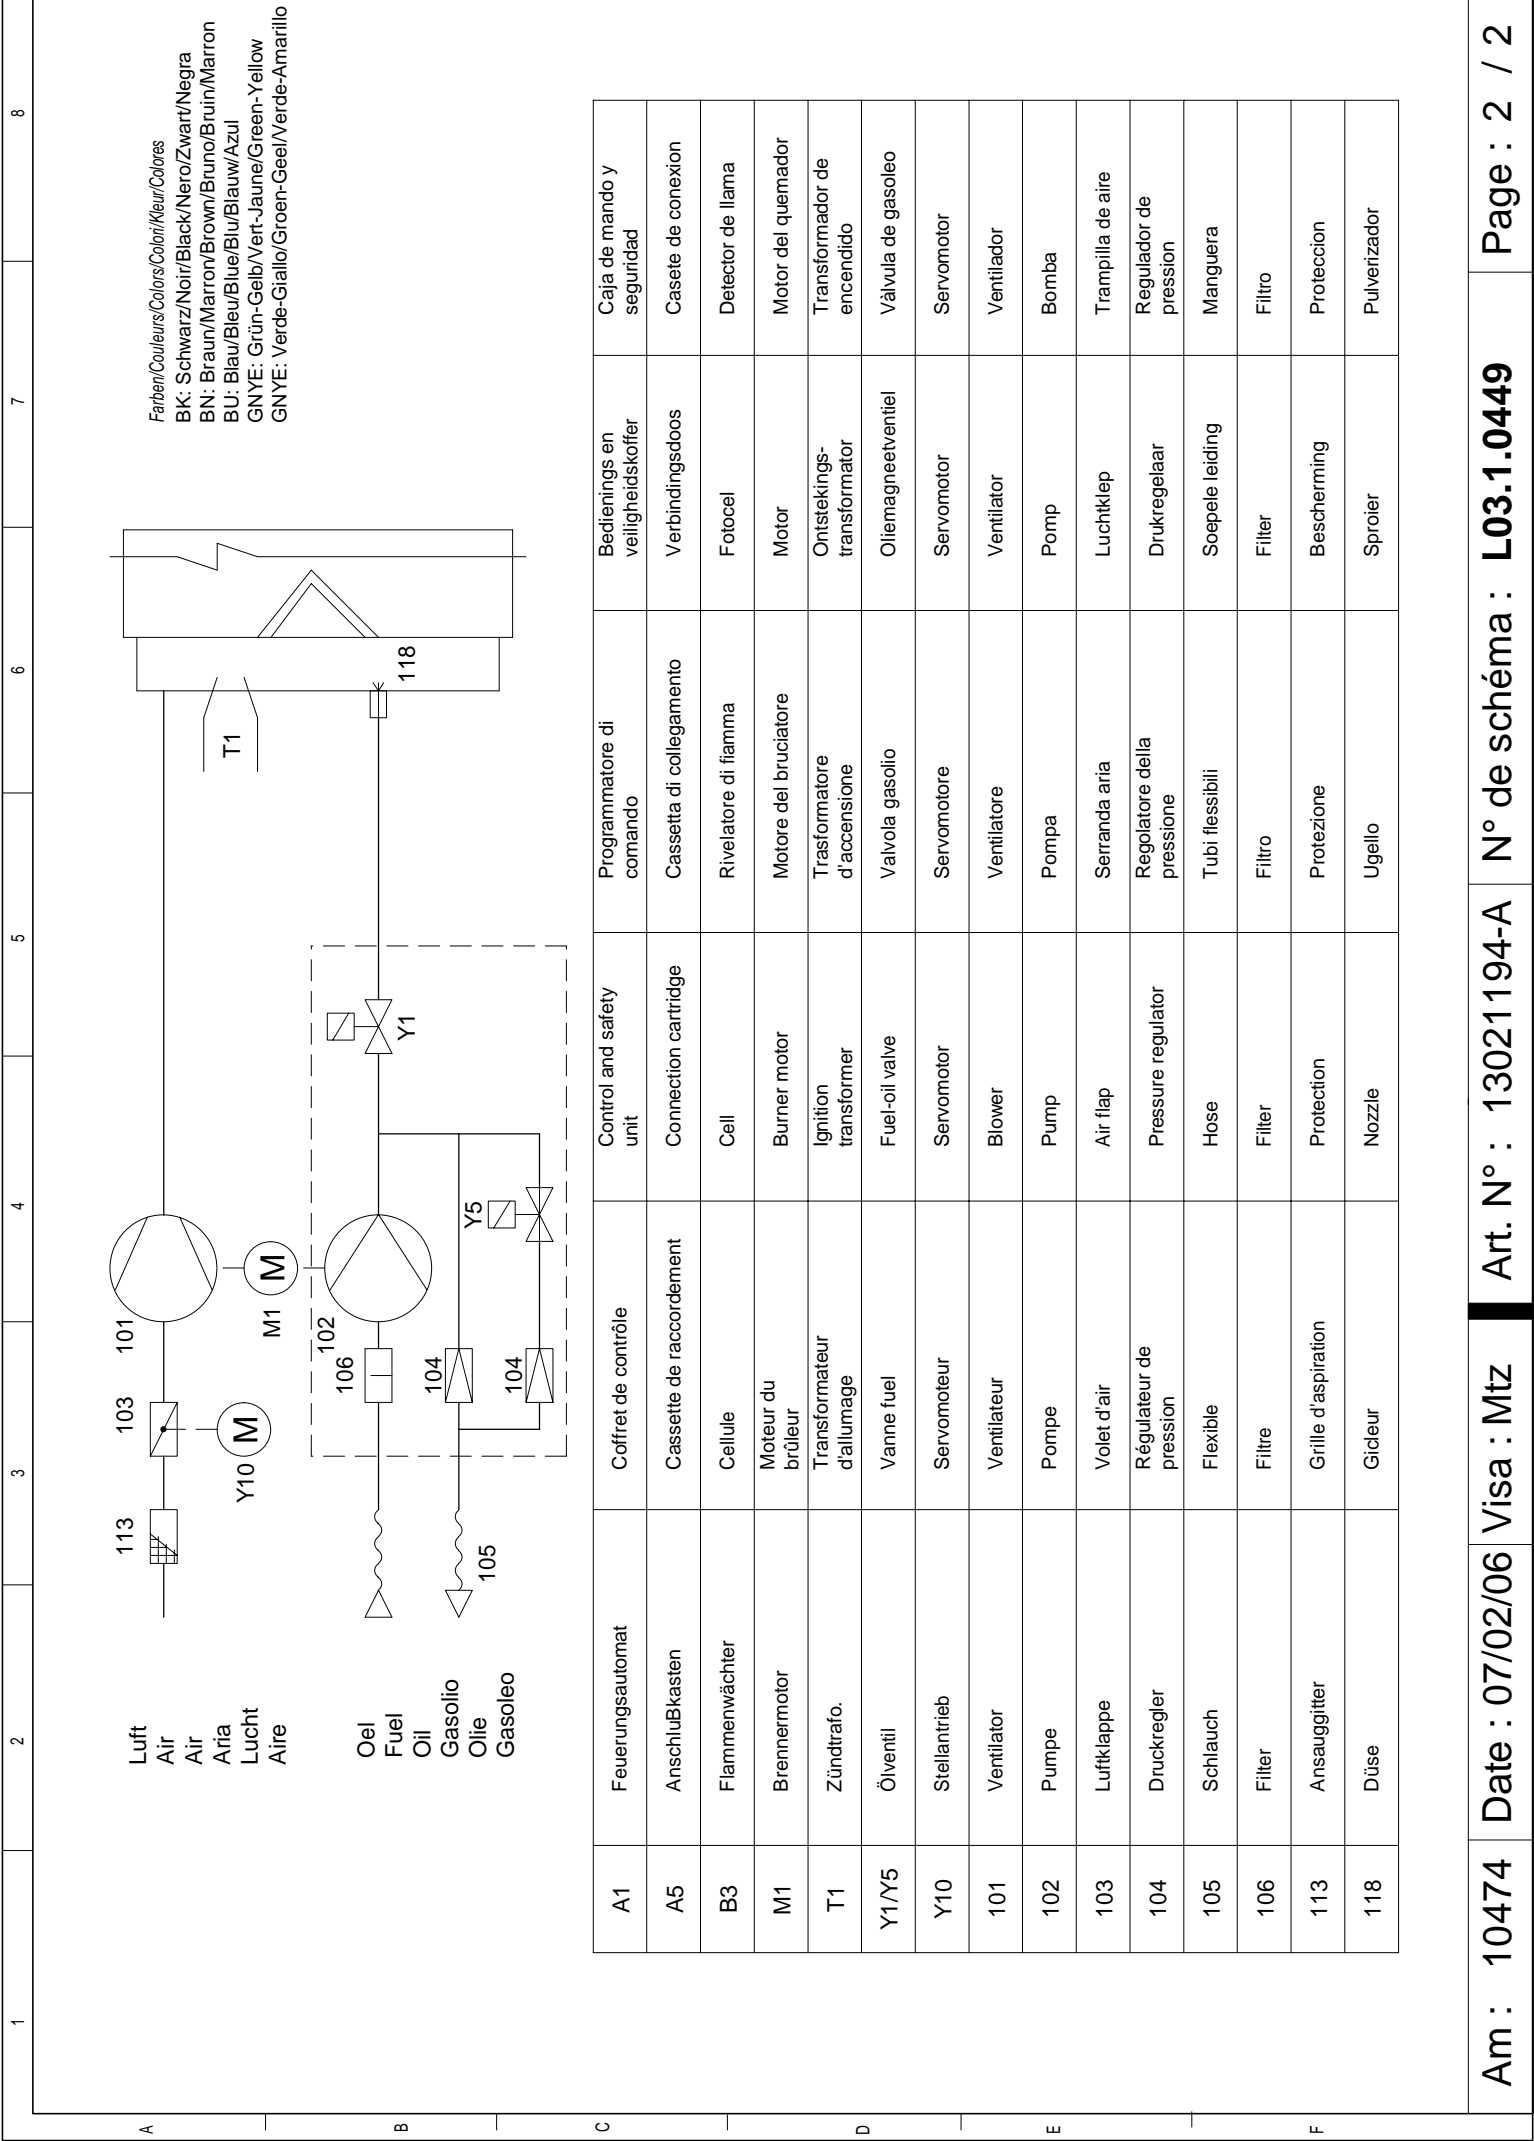 1 2 3 4 5 6 7 8
A
B
C
D
E
F
Farben/Couleurs/Colors/Colori/Kleur/Colores
BK: Schwarz/Noir/Black/Nero/Zwart/Negra
BN: Braun/Marron/Brown/Bruno/Bruin/Marron
BU: Blau/Bleu/Blue/Blu/Blauw/Azul
GNYE: Grün-Gelb/Vert-Jaune/Green-Yellow
GNYE: Verde-Giallo/Groen-Geel/Verde-Amarillo
Luft
Air
Air
Aria
Lucht
Aire
113
103
101
Y10
M
M1
M
T1
Oel
Fuel
Oil
Gasolio
Olie
Gasoleo
102
106
104
104
105
Y5
Y1
118
A1 Feuerungsautomat Coffret de contrôle Control and safety unit Programmatore di comando Bedienings en veiligheidskoffer Caja de mando y seguridad
A5 AnschluBkasten Cassette de raccordement Connection cartridge Cassetta di collegamento Verbindingsdoos Casete de conexion
B3 Flammenwächter Cellule Cell Rivelatore di fiamma Fotocel Detector de llama
M1 Brennermotor Moteur du brûleur Burner motor Motore del bruciatore Motor Motor del quemador
T1 Zündtrafo. Transformateur d'allumage Ignition transformer Trasformatore d'accensione Ontstekings-transformator Transformador de encendido
Y1/Y5 Ölventil Vanne fuel Fuel-oil valve Valvola gasolio Oliemagneetventiel Válvula de gasoleo
Y10 Stellantrieb Servomoteur Servomotor Servomotore Servomotor Servomotor
101 Ventilator Ventilateur Blower Ventilatore Ventilator Ventilador
102 Pumpe Pompe Pump Pompa Pomp Bomba
103 Luftklappe Volet d'air Air flap Serranda aria Luchtklep Trampilla de aire
104 Druckregler Régulateur de pression Pressure regulator Regolatore della pressione Drukregelaar Regulador de pression
105 Schlauch Flexible Hose Tubi flessibili Soepele leiding Manguera
106 Filter Filtre Filter Filtro Filter Filtro
113 Ansauggitter Grille d'aspiration Protection Protezione Bescherming Proteccion
118 Düse Gicleur Nozzle Ugello Sproier Pulverizador
Am : 10474 Date : 07/02/06 Visa : Mtz Art. N° : 13021194-A N° de schéma : L03.1.0449 Page : 2 / 2